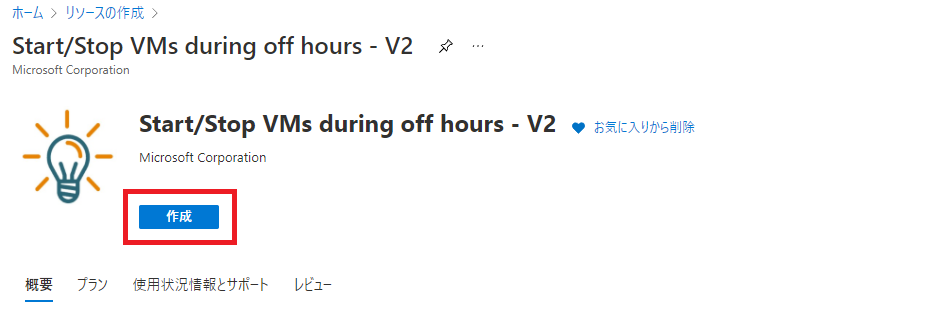 ホーム > リソースの作成 >
Start/Stop VMs during off hours - V2 ...
Microsoft Corporation
Start/Stop VMs during off hours - V2 お気に入りから削除
Microsoft Corporation
作成
概要 プラン 使用状況情報とサポート レビュー